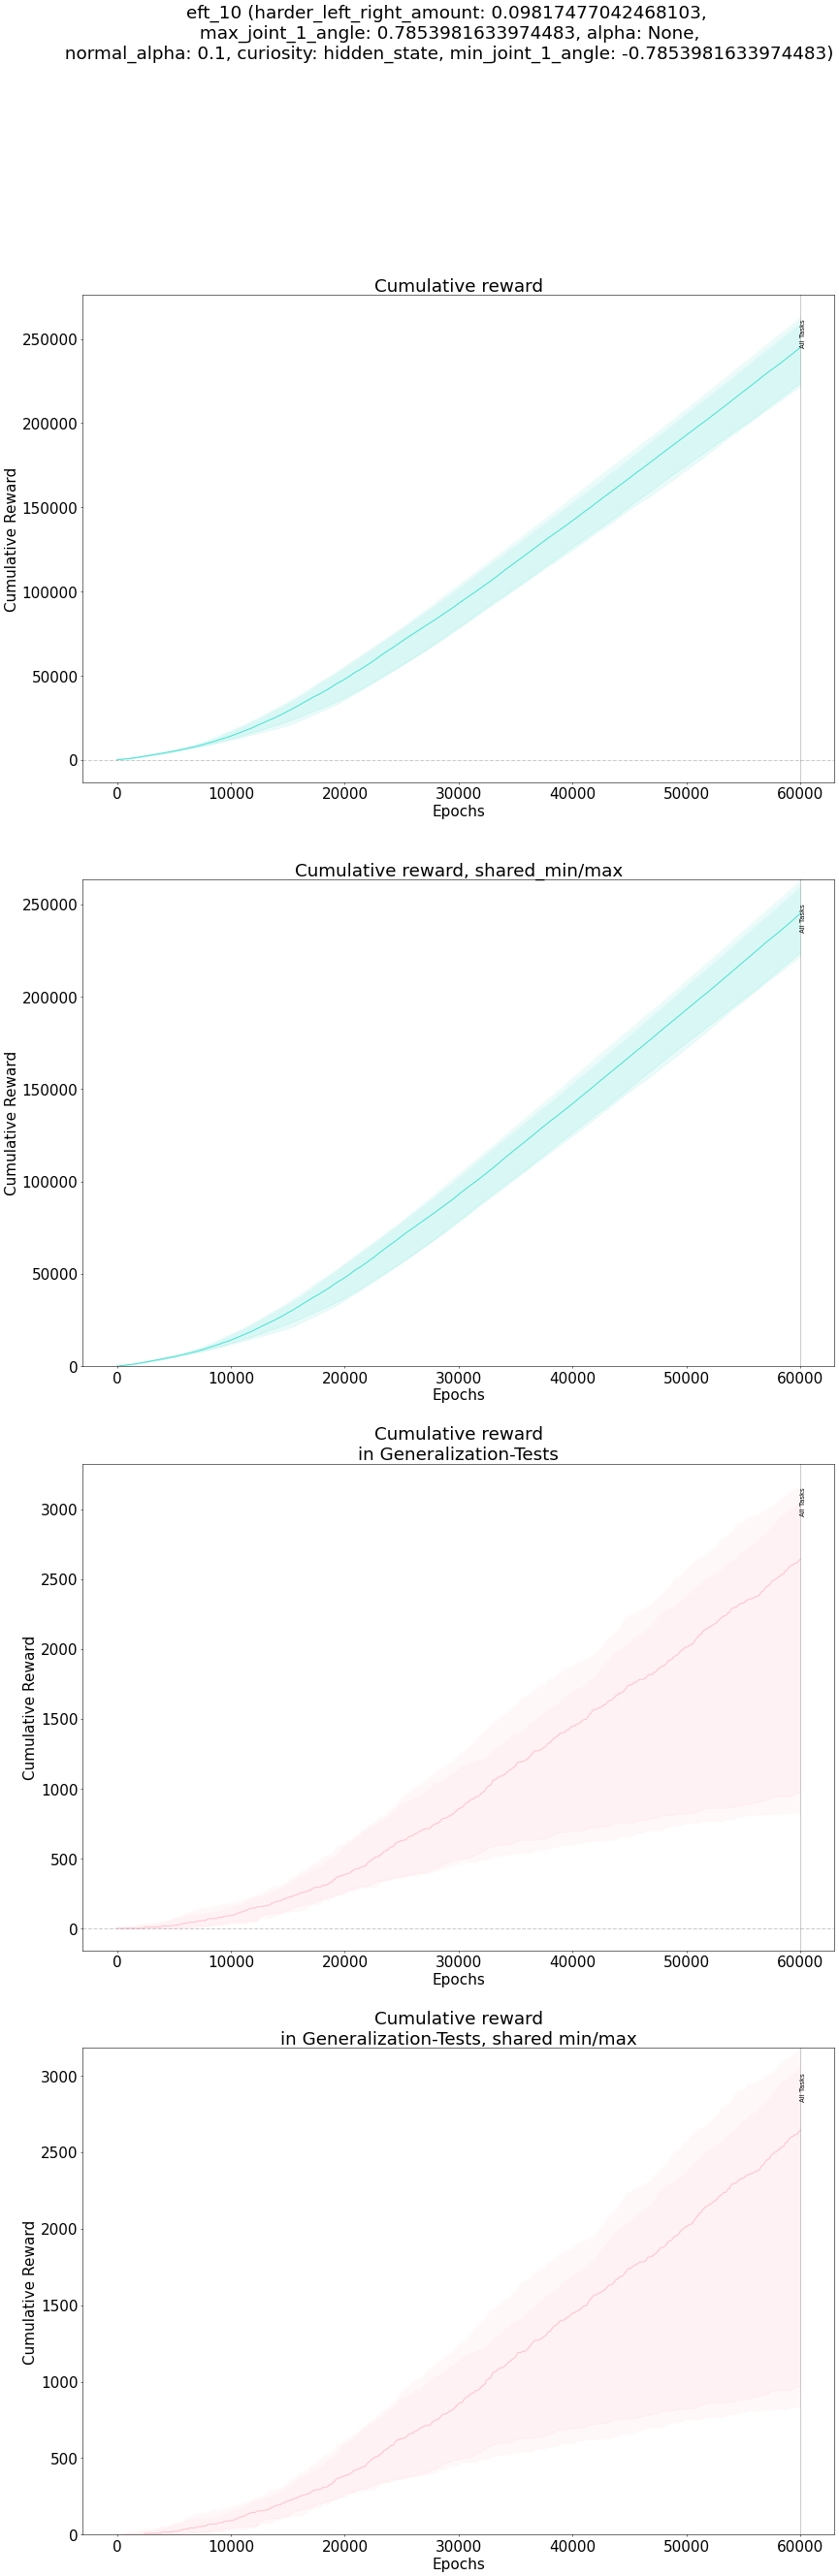 eft_10 (harder_left_right_amount: 0.09817477042468103,
max_joint_1_angle: 0.7853981633974483, alpha: None,
normal_alpha: 0.1, curiosity: hidden_state, min_joint_1_angle: -0.7853981633974483)
Cumulative reward
250000
200000
150000
100000
50000
0
Cumulative Reward
All Tasks
0 10000 20000 30000 40000 50000 60000
Epochs
Cumulative reward, shared_min/max
250000
200000
150000
100000
50000
0
Cumulative Reward
All Tasks
0 10000 20000 30000 40000 50000 60000
Epochs
Cumulative reward
in Generalization-Tests
3000
2500
2000
1500
1000
500
0
Cumulative Reward
All Tasks
0 10000 20000 30000 40000 50000 60000
Epochs
Cumulative reward
in Generalization-Tests, shared min/max
3000
2500
2000
1500
1000
500
0
Cumulative Reward
All Tasks
0 10000 20000 30000 40000 50000 60000
Epochs